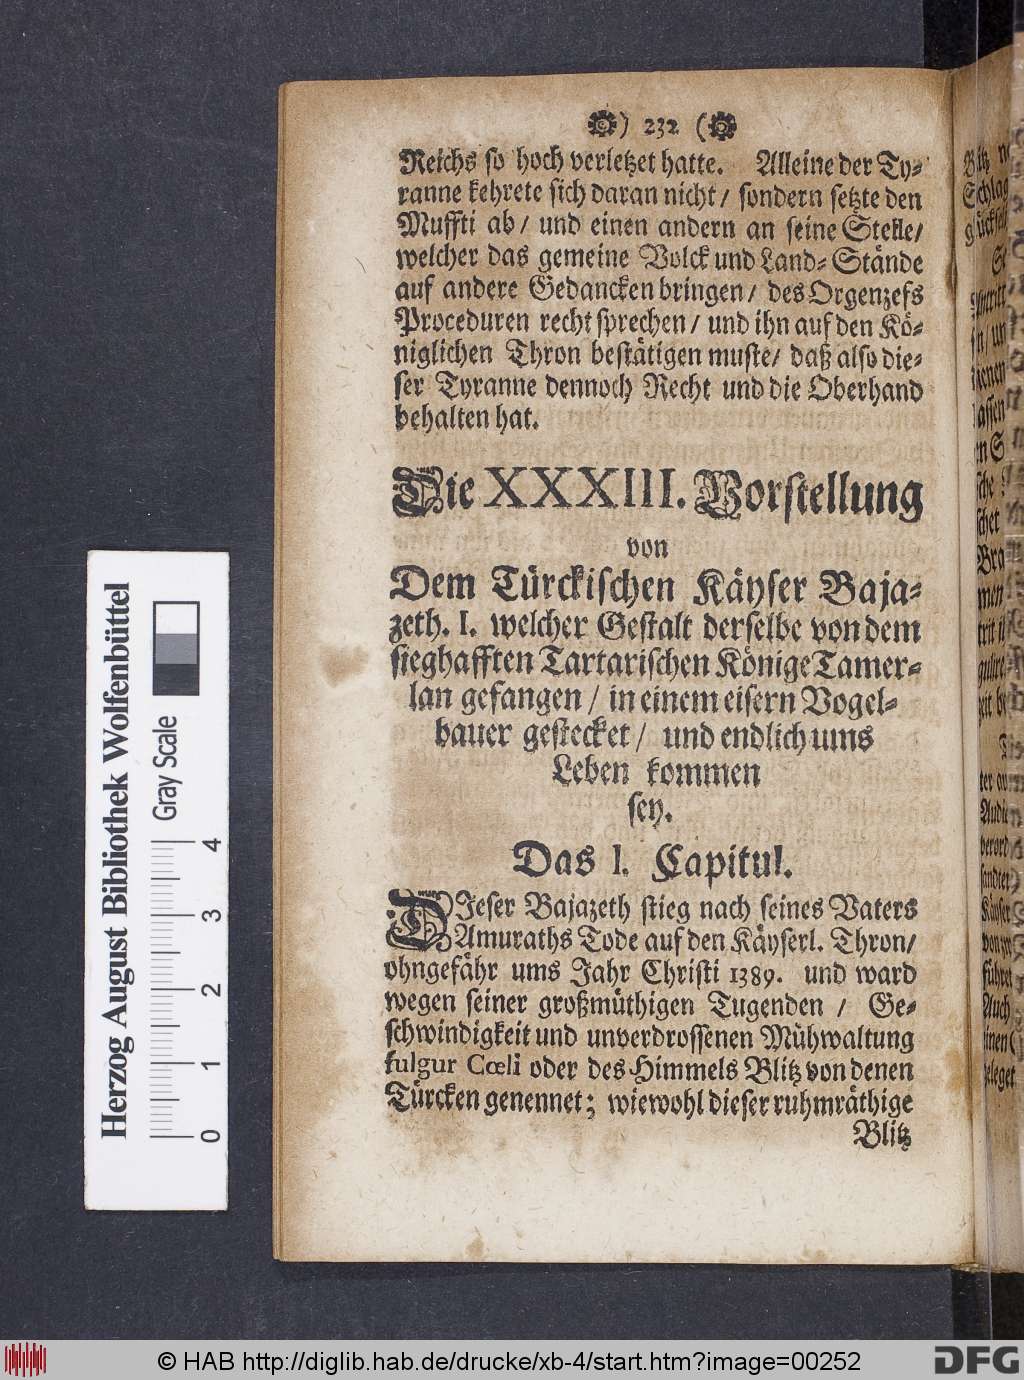 ) 232 (
Reichs so hoch verletzet hatte. Alleine der Ty-
ranne kehrete sich daran nicht / sondern setzte den
Muffti ab / und einen andern an seine Stelle /
welcher das gemeine Volck und Land-Stände
auf andere Gedancken bringen / des Orgenzefs
Proceduren recht sprechen / und ihn auf den Kö-
niglichen Thron bestätigen muste / daß also die-
ser Tyranne dennoch Recht und die Oberhand
behalten hat.
Die XXXIII. Vorstellung
von
Dem Türckischen Käyser Baja-
zeth. I. welcher Gestalt derselbe von dem
sieghafften Tartarischen Könige Tamer-
lan gefangen / in einem eisern Vogel-
bauer gestecket / und endlich ums
Leben kommen
sey.
Das I. Capitul.
DIeser Bajazeth stieg nach seines Vaters
Amuraths Tode auf den Käyserl. Thron /
ohngefähr ums Jahr Christi 1389. und ward
wegen seiner großmüthigen Tugenden / Ge-
schwindigkeit und unverdrossenen Mühwaltung
fulgur Cœli oder des Himmels Blitz von denen
Türcken genennet; wiewohl dieser ruhmräthige
Blitz
Herzog August Bibliothek Wolfenbüttel
Gray Scale
0 1 2 3 4
© HAB http://diglib.hab.de/drucke/xb-4/start.htm?image=00252
DFG